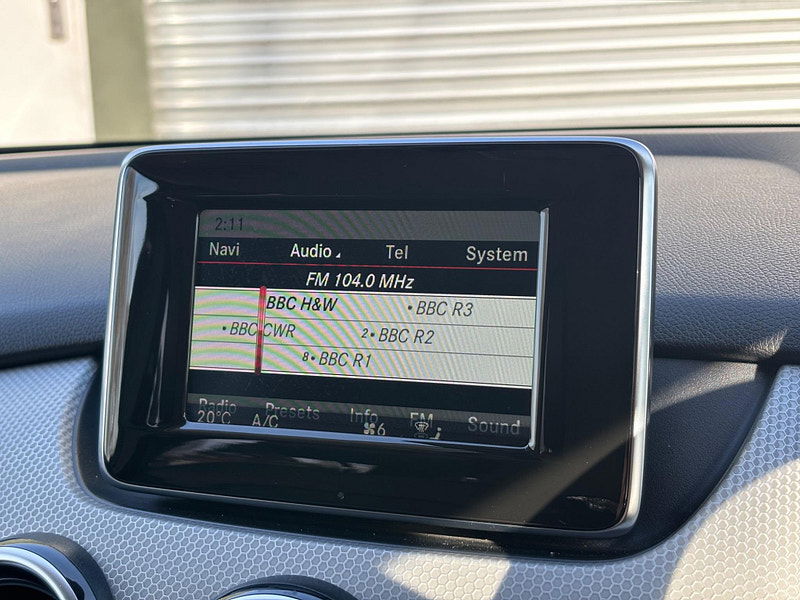 2:11
Navi Audio Tel System
FM 104.0 MHz
BBC H&W • BBC R3
• BBC CWR 2• BBC R2
8• BBC R1
Radio Presets Info FM Sound
20°C A/C 6